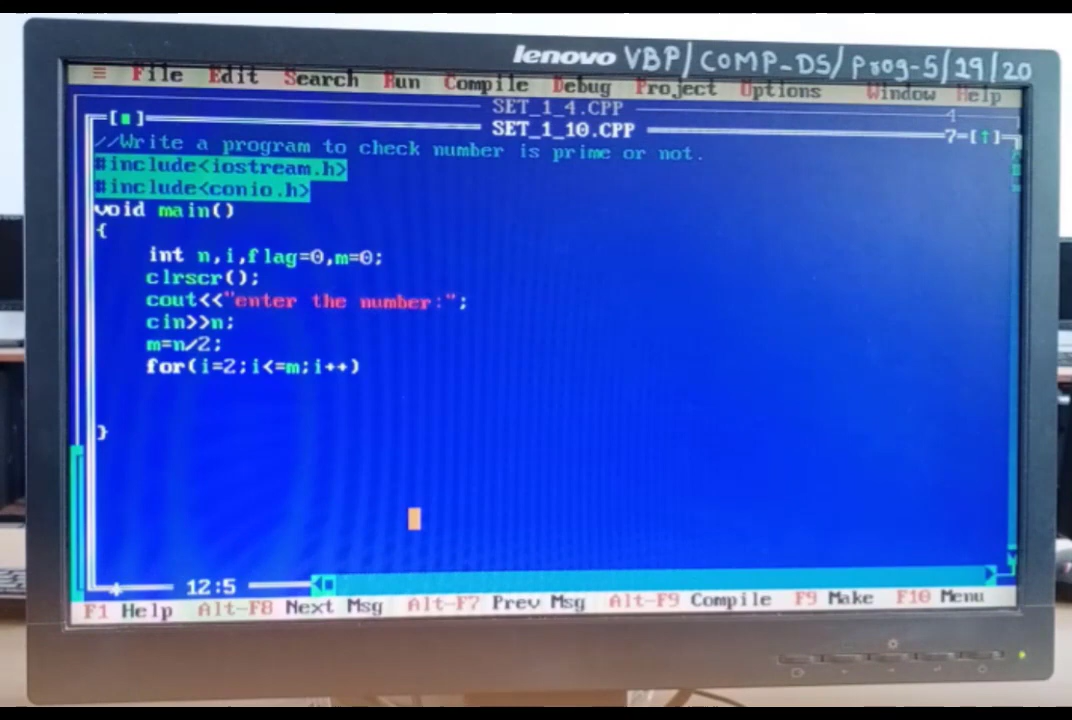 lenovo VBP/COMP-DS/Prog-5/19/20
≡ File Edit Search Run Compile Debug Project Options Window Help
SET_1_4.CPP 4
[■] SET_1_10.CPP 7=[↑]
//Write a program to check number is prime or not.
#include<iostream.h>
#include<conio.h>
void main()
{
int n,i,flag=0,m=0;
clrscr();
cout<<"enter the number:";
cin>>n;
m=n/2;
for(i=2;i<=m;i++)
}
12:5
F1 Help Alt-F8 Next Msg Alt-F7 Prev Msg Alt-F9 Compile F9 Make F10 Menu